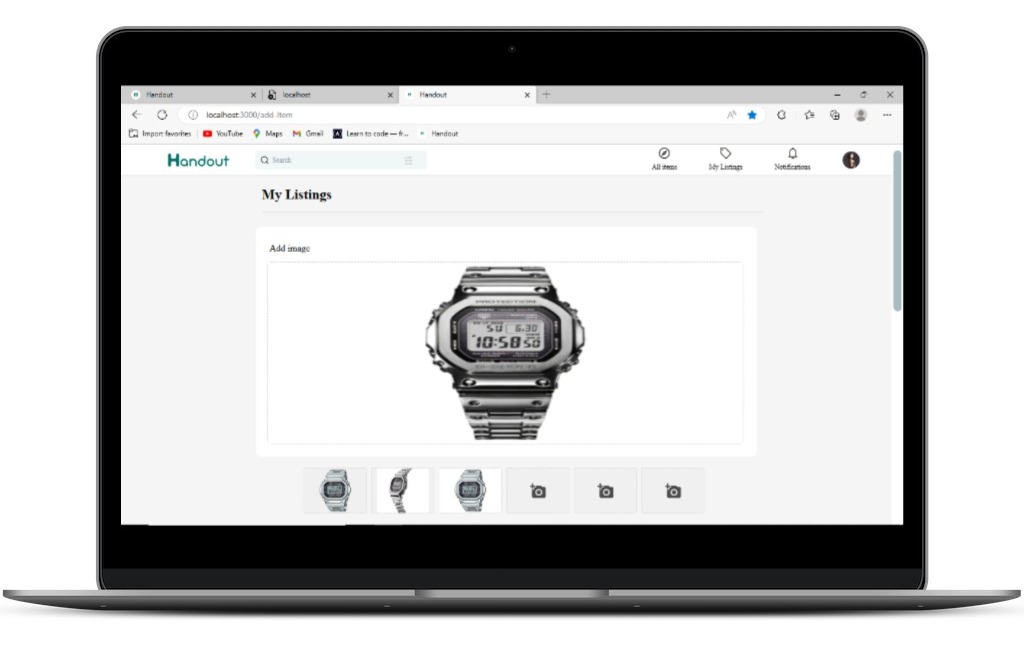 Handout
localhost
Handout
localhost:3000/add-item
Import favorites YouTube Maps Gmail Learn to code — fr... Handout
Handout
Search
All items
My Listings
Notifications
My Listings
Add image
PROTECTION
SU 6.30
10:58 50